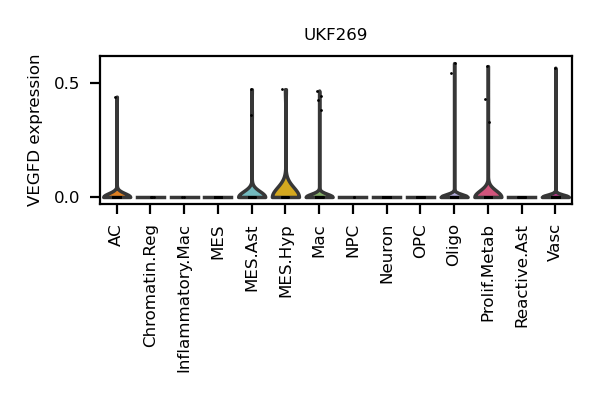 UKF269
VEGFD expression
0.5
0.0
AC
Chromatin.Reg
Inflammatory.Mac
MES
MES.Ast
MES.Hyp
Mac
NPC
Neuron
OPC
Oligo
Prolif.Metab
Reactive.Ast
Vasc